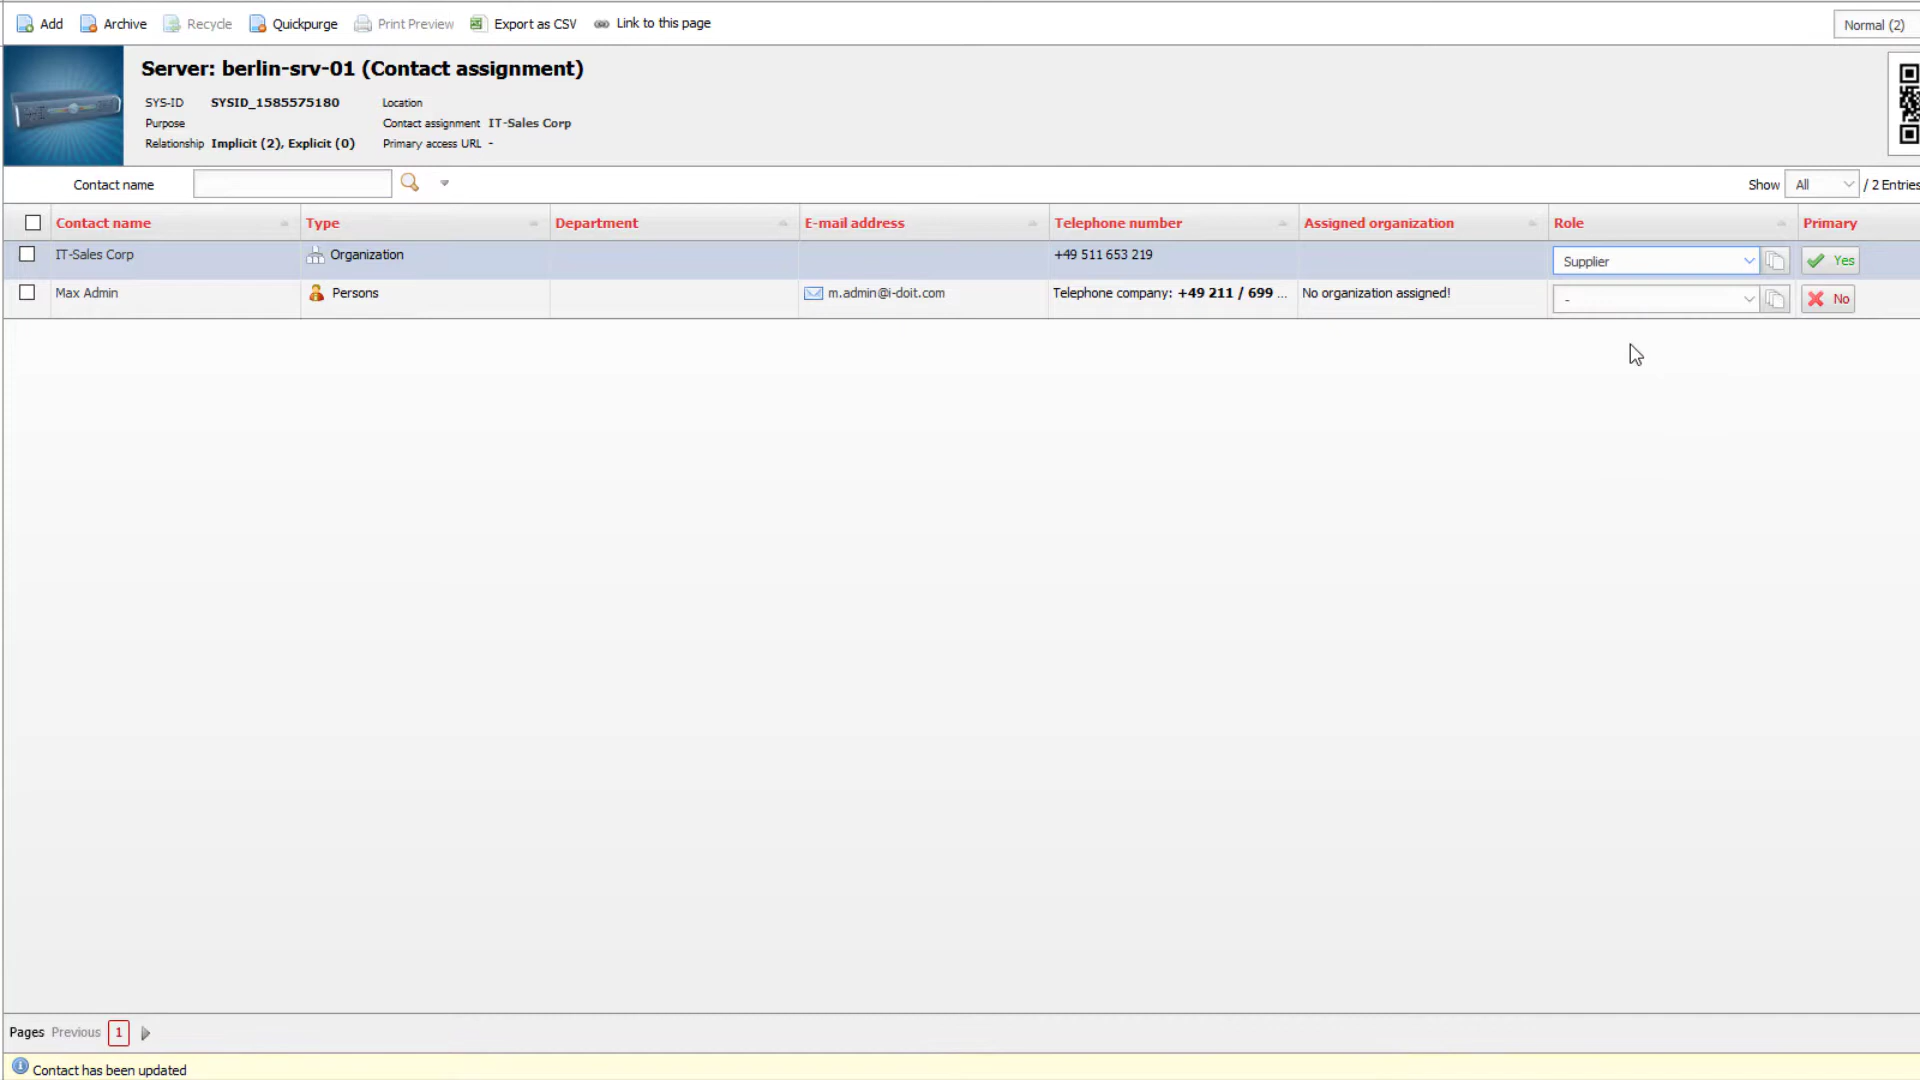 Add Archive Recycle Quickpurge Print Preview Export as CSV Link to this page Normal (2)
Server: berlin-srv-01 (Contact assignment)
SYS-ID SYSID_1585575180 Location
Purpose Contact assignment IT-Sales Corp
Relationship Implicit (2), Explicit (0) Primary access URL -
Contact name Show All / 2 Entries
Contact name Type Department E-mail address Telephone number Assigned organization Role Primary
IT-Sales Corp Organization +49 511 653 219 Supplier Yes
Max Admin Persons m.admin@i-doit.com Telephone company: +49 211 / 699 ... No organization assigned! - No
Pages Previous 1
Contact has been updated